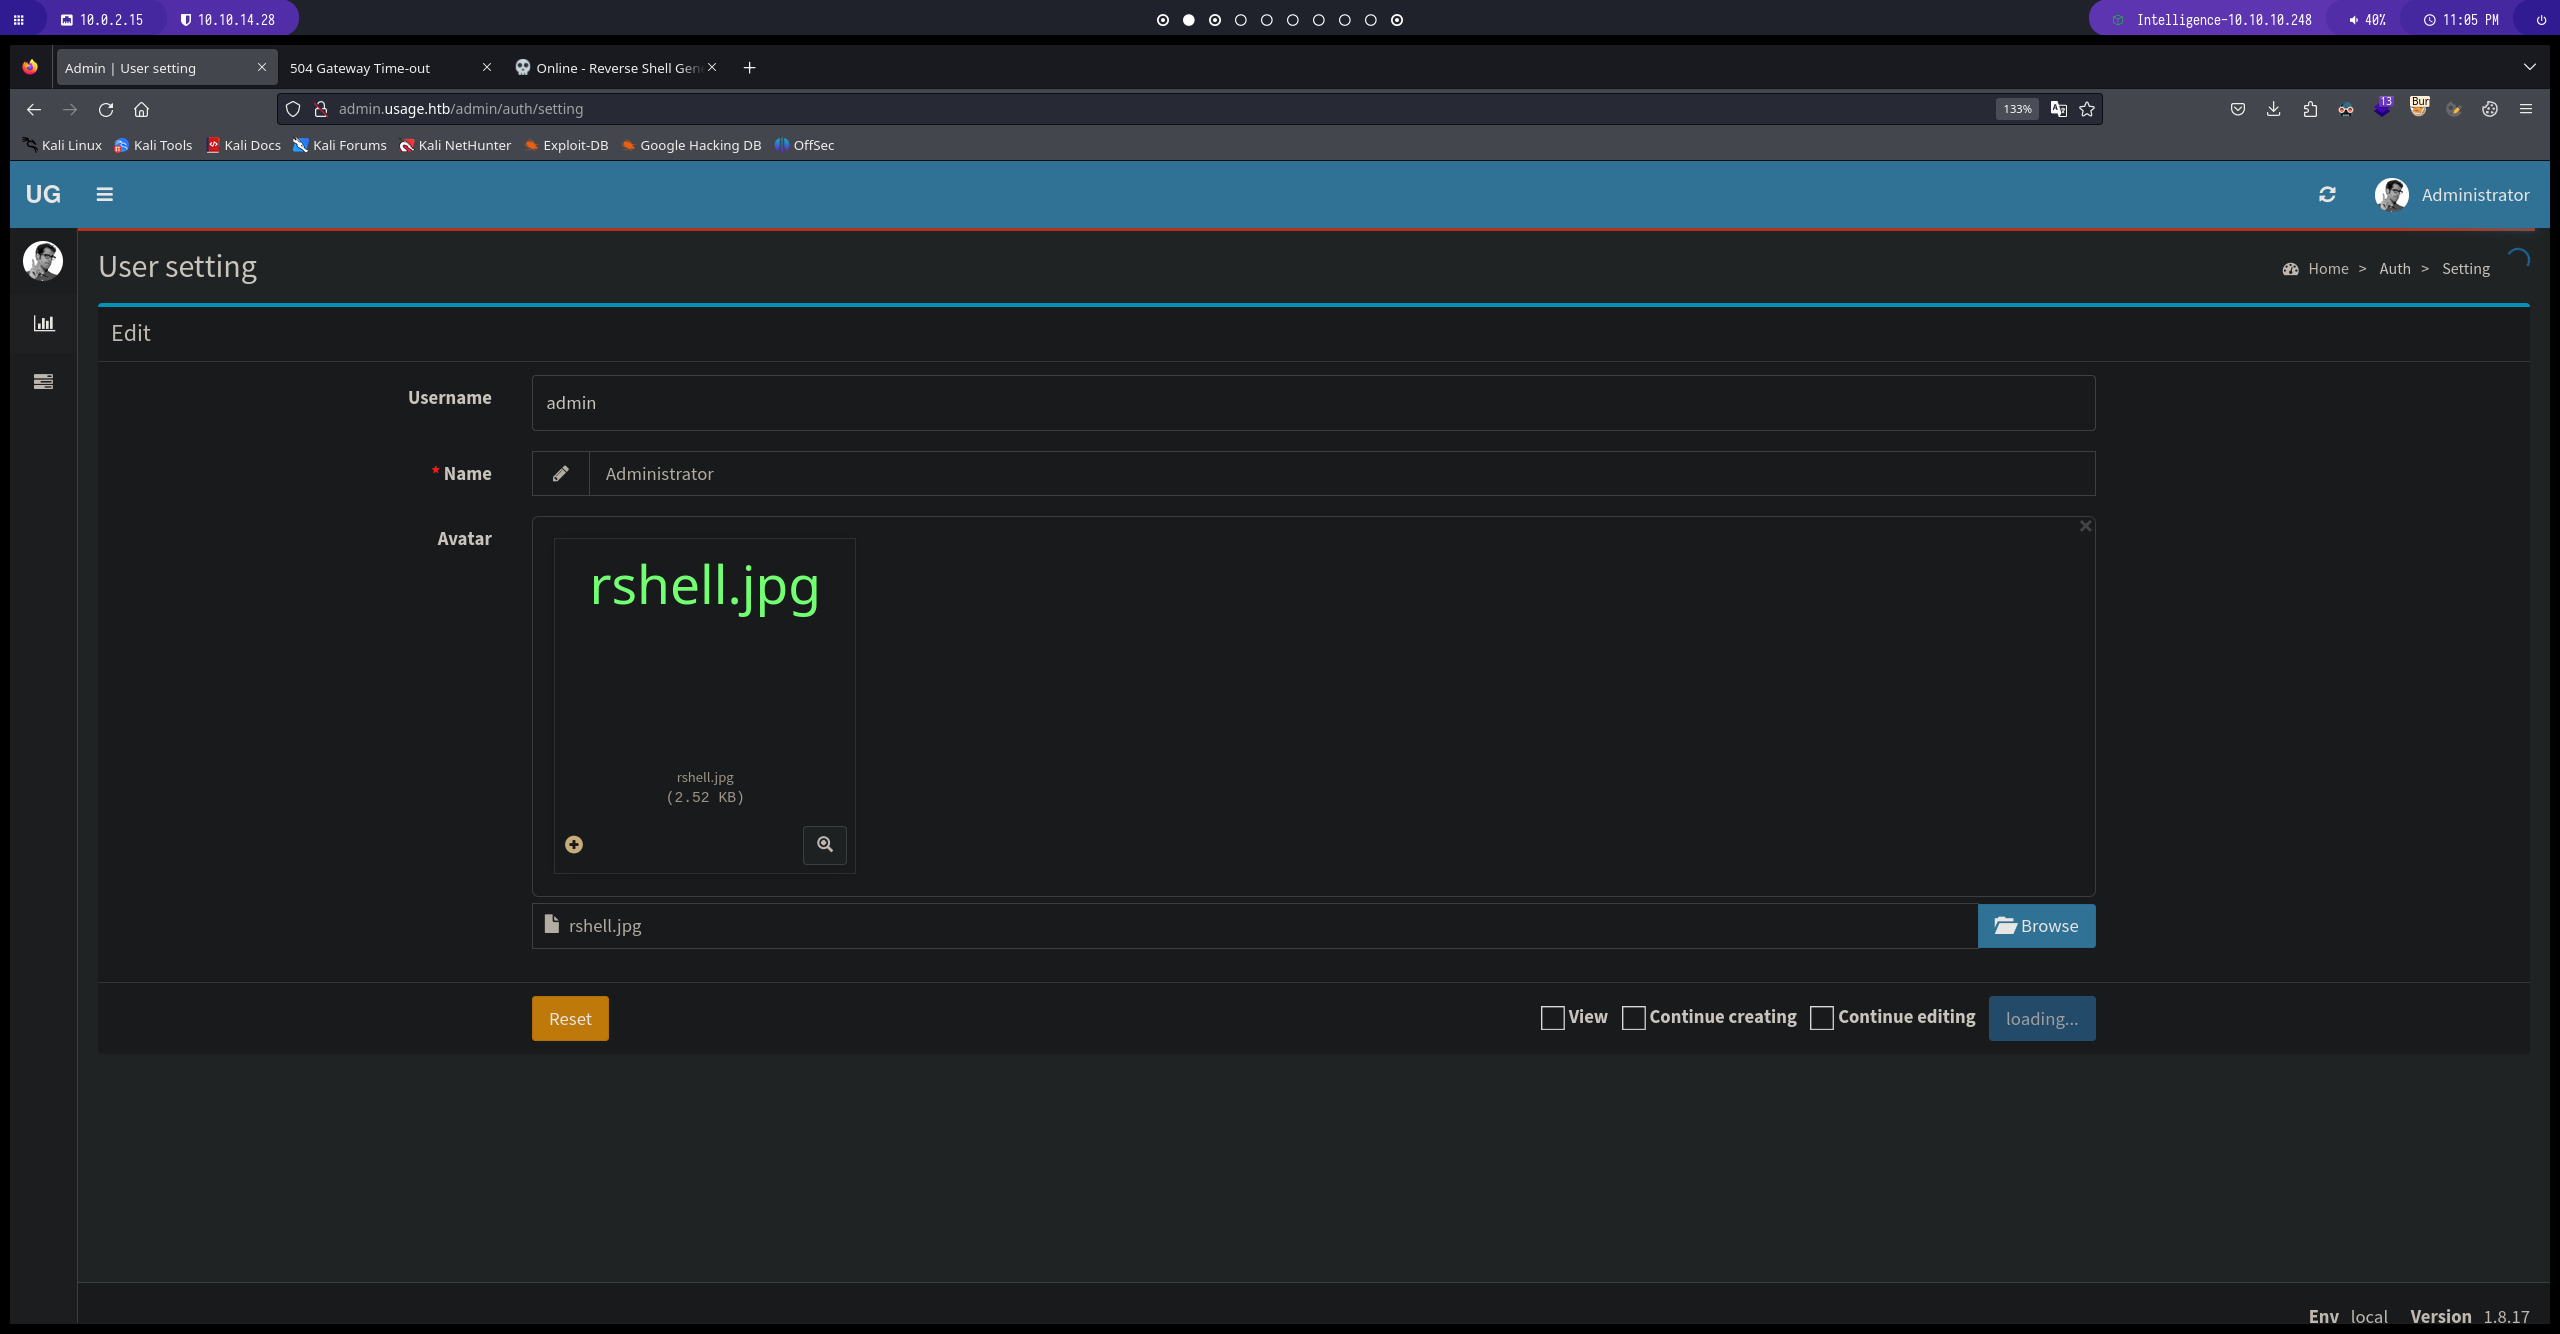 10.0.2.15 10.10.14.28 Intelligence-10.10.10.248 40% 11:05 PM
Admin | User setting 504 Gateway Time-out Online - Reverse Shell Gen
admin.usage.htb/admin/auth/setting 133% 13 Bur
Kali Linux Kali Tools Kali Docs Kali Forums Kali NetHunter Exploit-DB Google Hacking DB OffSec
UG Administrator
User setting Home > Auth > Setting
Edit
Username admin
* Name Administrator
Avatar
rshell.jpg
rshell.jpg
(2.52 KB)
rshell.jpg Browse
Reset View Continue creating Continue editing loading...
Env local Version 1.8.17